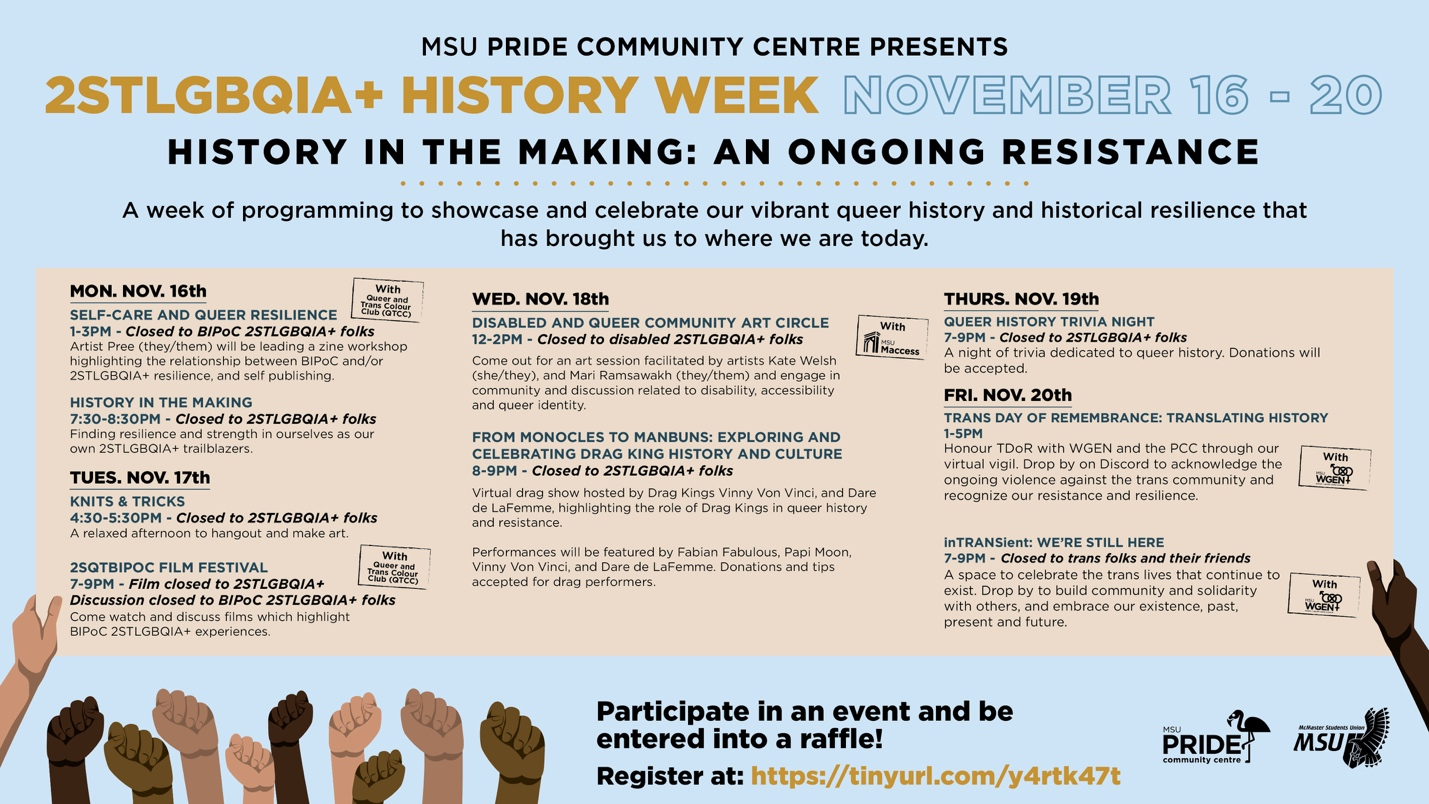 MSU PRIDE COMMUNITY CENTRE PRESENTS
2STLGBQIA+ HISTORY WEEK NOVEMBER 16 - 20
HISTORY IN THE MAKING: AN ONGOING RESISTANCE
A week of programming to showcase and celebrate our vibrant queer history and historical resilience that
has brought us to where we are today.
MON. NOV. 16th
With
Queer and
Trans Colour
Club (QTCC)
SELF-CARE AND QUEER RESILIENCE
1-3PM - Closed to BIPoC 2STLGBQIA+ folks
Artist Pree (they/them) will be leading a zine workshop
highlighting the relationship between BIPoC and/or
2STLGBQIA+ resilience, and self publishing.
HISTORY IN THE MAKING
7:30-8:30PM - Closed to 2STLGBQIA+ folks
Finding resilience and strength in ourselves as our
own 2STLGBQIA+ trailblazers.
TUES. NOV. 17th
KNITS & TRICKS
4:30-5:30PM - Closed to 2STLGBQIA+ folks
A relaxed afternoon to hangout and make art.
With
Queer and
Trans Colour
Club (QTCC)
2SQTBIPOC FILM FESTIVAL
7-9PM - Film closed to 2STLGBQIA+
Discussion closed to BIPoC 2STLGBQIA+ folks
Come watch and discuss films which highlight
BIPoC 2STLGBQIA+ experiences.
WED. NOV. 18th
DISABLED AND QUEER COMMUNITY ART CIRCLE
12-2PM - Closed to disabled 2STLGBQIA+ folks
With
MSU
Maccess
Come out for an art session facilitated by artists Kate Welsh
(she/they), and Mari Ramsawakh (they/them) and engage in
community and discussion related to disability, accessibility
and queer identity.
FROM MONOCLES TO MANBUNS: EXPLORING AND
CELEBRATING DRAG KING HISTORY AND CULTURE
8-9PM - Closed to 2STLGBQIA+ folks
Virtual drag show hosted by Drag Kings Vinny Von Vinci, and Dare
de LaFemme, highlighting the role of Drag Kings in queer history
and resistance.
Performances will be featured by Fabian Fabulous, Papi Moon,
Vinny Von Vinci, and Dare de LaFemme. Donations and tips
accepted for drag performers.
THURS. NOV. 19th
QUEER HISTORY TRIVIA NIGHT
7-9PM - Closed to 2STLGBQIA+ folks
A night of trivia dedicated to queer history. Donations will
be accepted.
FRI. NOV. 20th
TRANS DAY OF REMEMBRANCE: TRANSLATING HISTORY
1-5PM
Honour TDoR with WGEN and the PCC through our
virtual vigil. Drop by on Discord to acknowledge the
ongoing violence against the trans community and
recognize our resistance and resilience.
With
MSU
WGEN
inTRANSient: WE'RE STILL HERE
7-9PM - Closed to trans folks and their friends
A space to celebrate the trans lives that continue to
exist. Drop by to build community and solidarity
with others, and embrace our existence, past,
present and future.
With
MSU
WGEN
Participate in an event and be
entered into a raffle!
Register at: https://tinyurl.com/y4rtk47t
MSU
PRIDE
community centre
McMaster Students Union
MSU